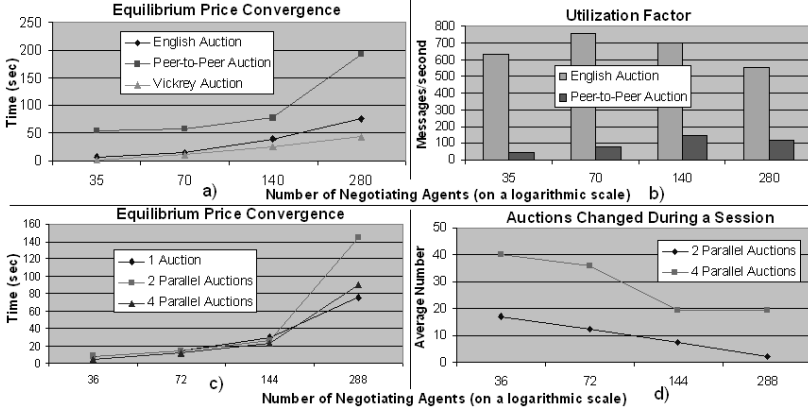 Equilibrium Price Convergence
Time (sec)
250
200
150
100
50
0
English Auction
Peer-to-Peer Auction
Vickrey Auction
35
70
140
280
a)
Utilization Factor
Messages/second
800
700
600
500
400
300
200
100
0
English Auction
Peer-to-Peer Auction
35
70
140
280
b)
Number of Negotiating Agents (on a logarithmic scale)
Equilibrium Price Convergence
Time (sec)
160
140
120
100
80
60
40
20
0
1 Auction
2 Parallel Auctions
4 Parallel Auctions
36
72
144
288
c)
Auctions Changed During a Session
Average Number
50
40
30
20
10
0
2 Parallel Auctions
4 Parallel Auctions
36
72
144
288
d)
Number of Negotiating Agents (on a logarithmic scale)